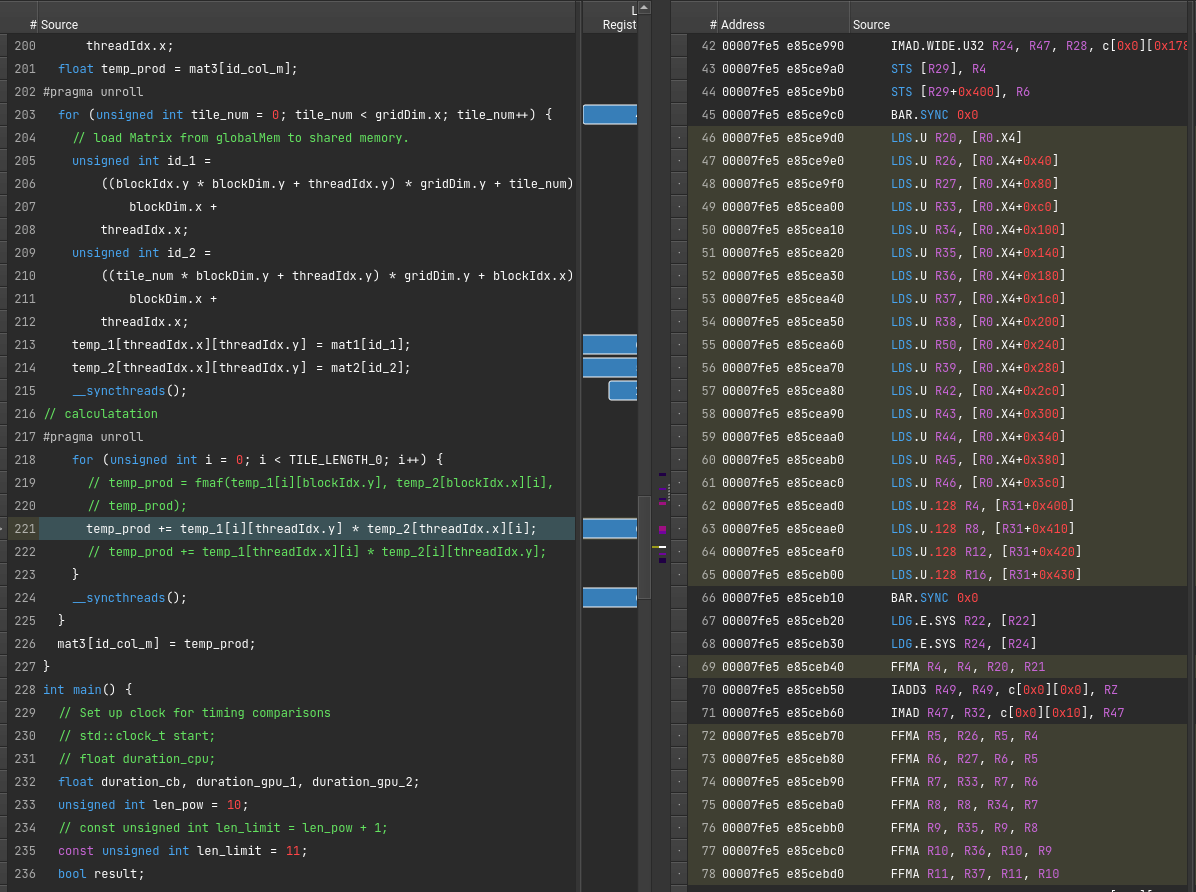 # Source
L
Regist
200 threadIdx.x;
201 float temp_prod = mat3[id_col_m];
202 #pragma unroll
203 for (unsigned int tile_num = 0; tile_num < gridDim.x; tile_num++) {
204 // load Matrix from globalMem to shared memory.
205 unsigned int id_1 =
206 ((blockIdx.y * blockDim.y + threadIdx.y) * gridDim.y + tile_num)
207 blockDim.x +
208 threadIdx.x;
209 unsigned int id_2 =
210 ((tile_num * blockDim.y + threadIdx.y) * gridDim.y + blockIdx.x)
211 blockDim.x +
212 threadIdx.x;
213 temp_1[threadIdx.x][threadIdx.y] = mat1[id_1];
214 temp_2[threadIdx.x][threadIdx.y] = mat2[id_2];
215 __syncthreads();
216 // calculatation
217 #pragma unroll
218 for (unsigned int i = 0; i < TILE_LENGTH_0; i++) {
219 // temp_prod = fmaf(temp_1[i][blockIdx.y], temp_2[blockIdx.x][i],
220 // temp_prod);
221 temp_prod += temp_1[i][threadIdx.y] * temp_2[threadIdx.x][i];
222 // temp_prod += temp_1[threadIdx.x][i] * temp_2[i][threadIdx.y];
223 }
224 __syncthreads();
225 }
226 mat3[id_col_m] = temp_prod;
227 }
228 int main() {
229 // Set up clock for timing comparisons
230 // std::clock_t start;
231 // float duration_cpu;
232 float duration_cb, duration_gpu_1, duration_gpu_2;
233 unsigned int len_pow = 10;
234 // const unsigned int len_limit = len_pow + 1;
235 const unsigned int len_limit = 11;
236 bool result;
# Address Source
42 00007fe5 e85ce990 IMAD.WIDE.U32 R24, R47, R28, c[0x0][0x178
43 00007fe5 e85ce9a0 STS [R29], R4
44 00007fe5 e85ce9b0 STS [R29+0x400], R6
45 00007fe5 e85ce9c0 BAR.SYNC 0x0
46 00007fe5 e85ce9d0 LDS.U R20, [R0.X4]
47 00007fe5 e85ce9e0 LDS.U R26, [R0.X4+0x40]
48 00007fe5 e85ce9f0 LDS.U R27, [R0.X4+0x80]
49 00007fe5 e85cea00 LDS.U R33, [R0.X4+0xc0]
50 00007fe5 e85cea10 LDS.U R34, [R0.X4+0x100]
51 00007fe5 e85cea20 LDS.U R35, [R0.X4+0x140]
52 00007fe5 e85cea30 LDS.U R36, [R0.X4+0x180]
53 00007fe5 e85cea40 LDS.U R37, [R0.X4+0x1c0]
54 00007fe5 e85cea50 LDS.U R38, [R0.X4+0x200]
55 00007fe5 e85cea60 LDS.U R50, [R0.X4+0x240]
56 00007fe5 e85cea70 LDS.U R39, [R0.X4+0x280]
57 00007fe5 e85cea80 LDS.U R42, [R0.X4+0x2c0]
58 00007fe5 e85cea90 LDS.U R43, [R0.X4+0x300]
59 00007fe5 e85ceaa0 LDS.U R44, [R0.X4+0x340]
60 00007fe5 e85ceab0 LDS.U R45, [R0.X4+0x380]
61 00007fe5 e85ceac0 LDS.U R46, [R0.X4+0x3c0]
62 00007fe5 e85cead0 LDS.U.128 R4, [R31+0x400]
63 00007fe5 e85ceae0 LDS.U.128 R8, [R31+0x410]
64 00007fe5 e85ceaf0 LDS.U.128 R12, [R31+0x420]
65 00007fe5 e85ceb00 LDS.U.128 R16, [R31+0x430]
66 00007fe5 e85ceb10 BAR.SYNC 0x0
67 00007fe5 e85ceb20 LDG.E.SYS R22, [R22]
68 00007fe5 e85ceb30 LDG.E.SYS R24, [R24]
69 00007fe5 e85ceb40 FFMA R4, R4, R20, R21
70 00007fe5 e85ceb50 IADD3 R49, R49, c[0x0][0x0], RZ
71 00007fe5 e85ceb60 IMAD R47, R32, c[0x0][0x10], R47
72 00007fe5 e85ceb70 FFMA R5, R26, R5, R4
73 00007fe5 e85ceb80 FFMA R6, R27, R6, R5
74 00007fe5 e85ceb90 FFMA R7, R33, R7, R6
75 00007fe5 e85ceba0 FFMA R8, R8, R34, R7
76 00007fe5 e85cebb0 FFMA R9, R35, R9, R8
77 00007fe5 e85cebc0 FFMA R10, R36, R10, R9
78 00007fe5 e85cebd0 FFMA R11, R37, R11, R10